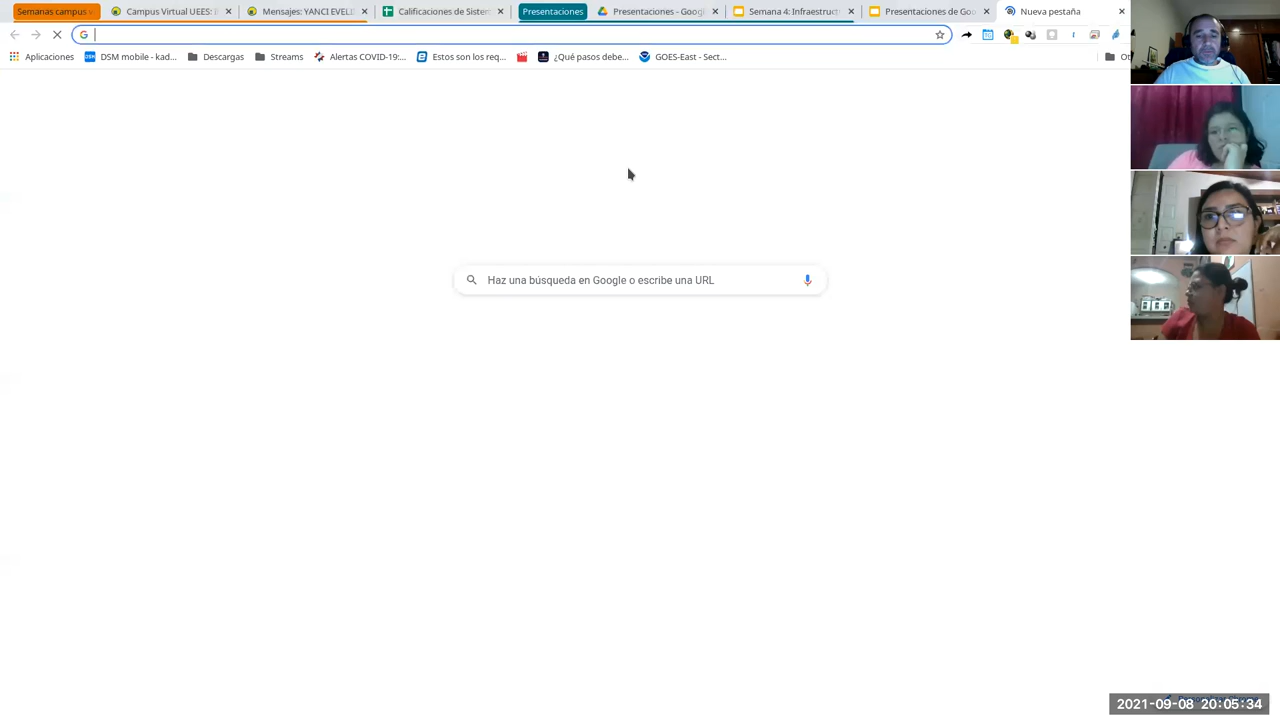 Semanas campus
Campus Virtual UEES:
Mensajes: YANCI EVELI
Calificaciones de Sister
Presentaciones
Presentaciones - Googl
Semana 4: Infraestruc
Presentaciones de Goo
Nueva pestaña
Aplicaciones
DSM mobile - kad...
Descargas
Streams
Alertas COVID-19:...
Estos son los req...
¿Qué pasos debe...
GOES-East - Sect...
Haz una búsqueda en Google o escribe una URL
2021-09-08 20:05:34